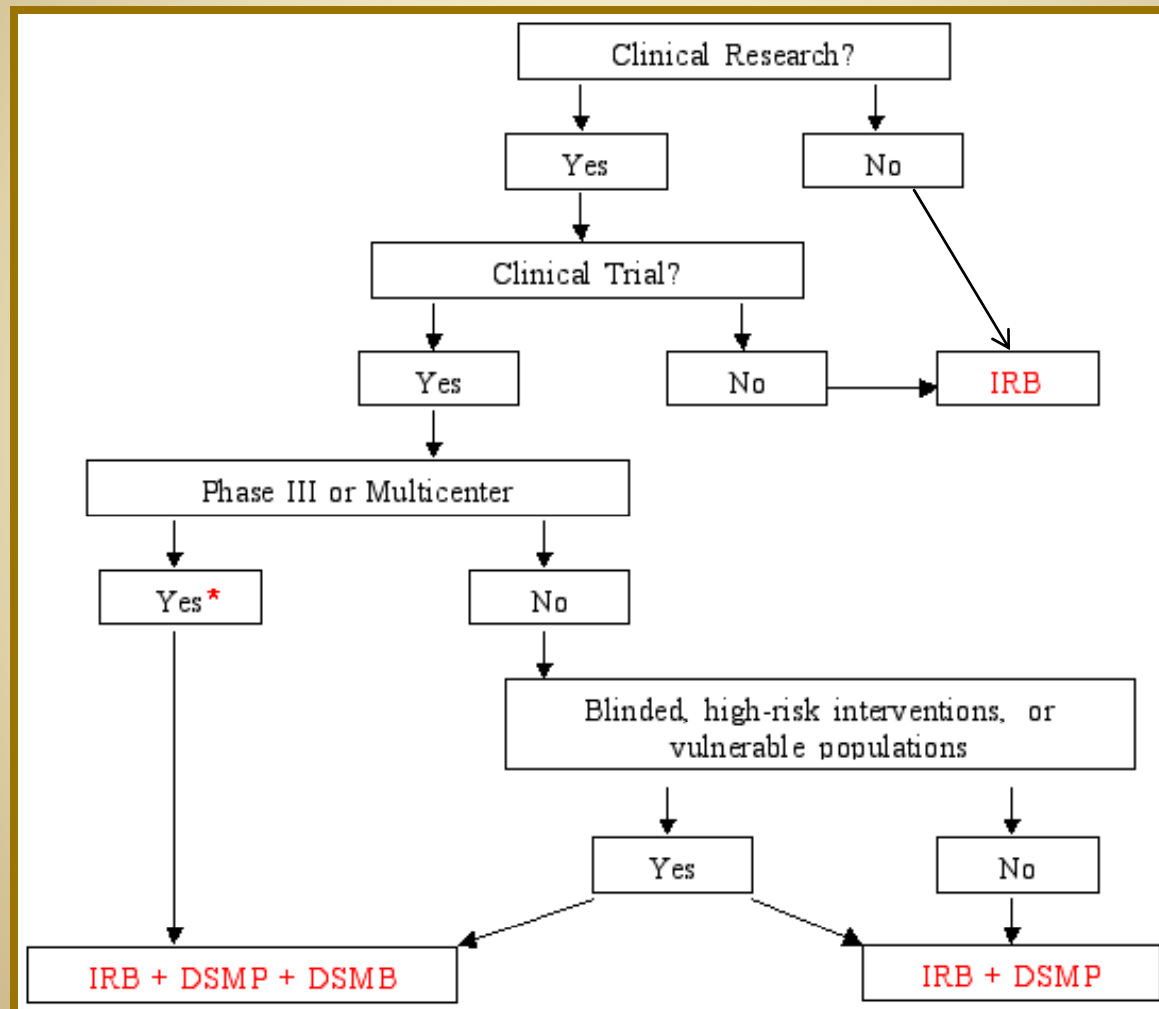 Clinical Research?
Yes
No
Clinical Trial?
Yes
No
IRB
Phase III or Multicenter
Yes*
No
Blinded, high-risk interventions, or
vulnerable populations
Yes
No
IRB + DSMP + DSMB
IRB + DSMP